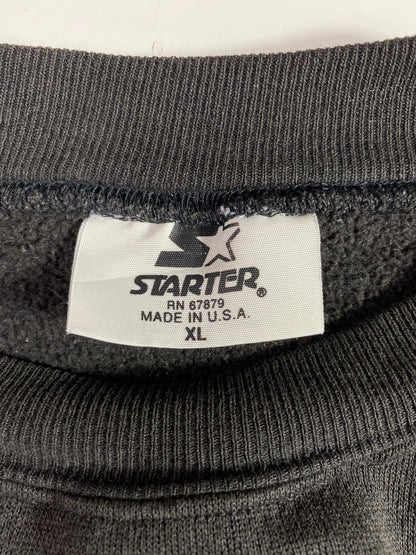 STARTER®
RN 67879
MADE IN U.S.A.
XL